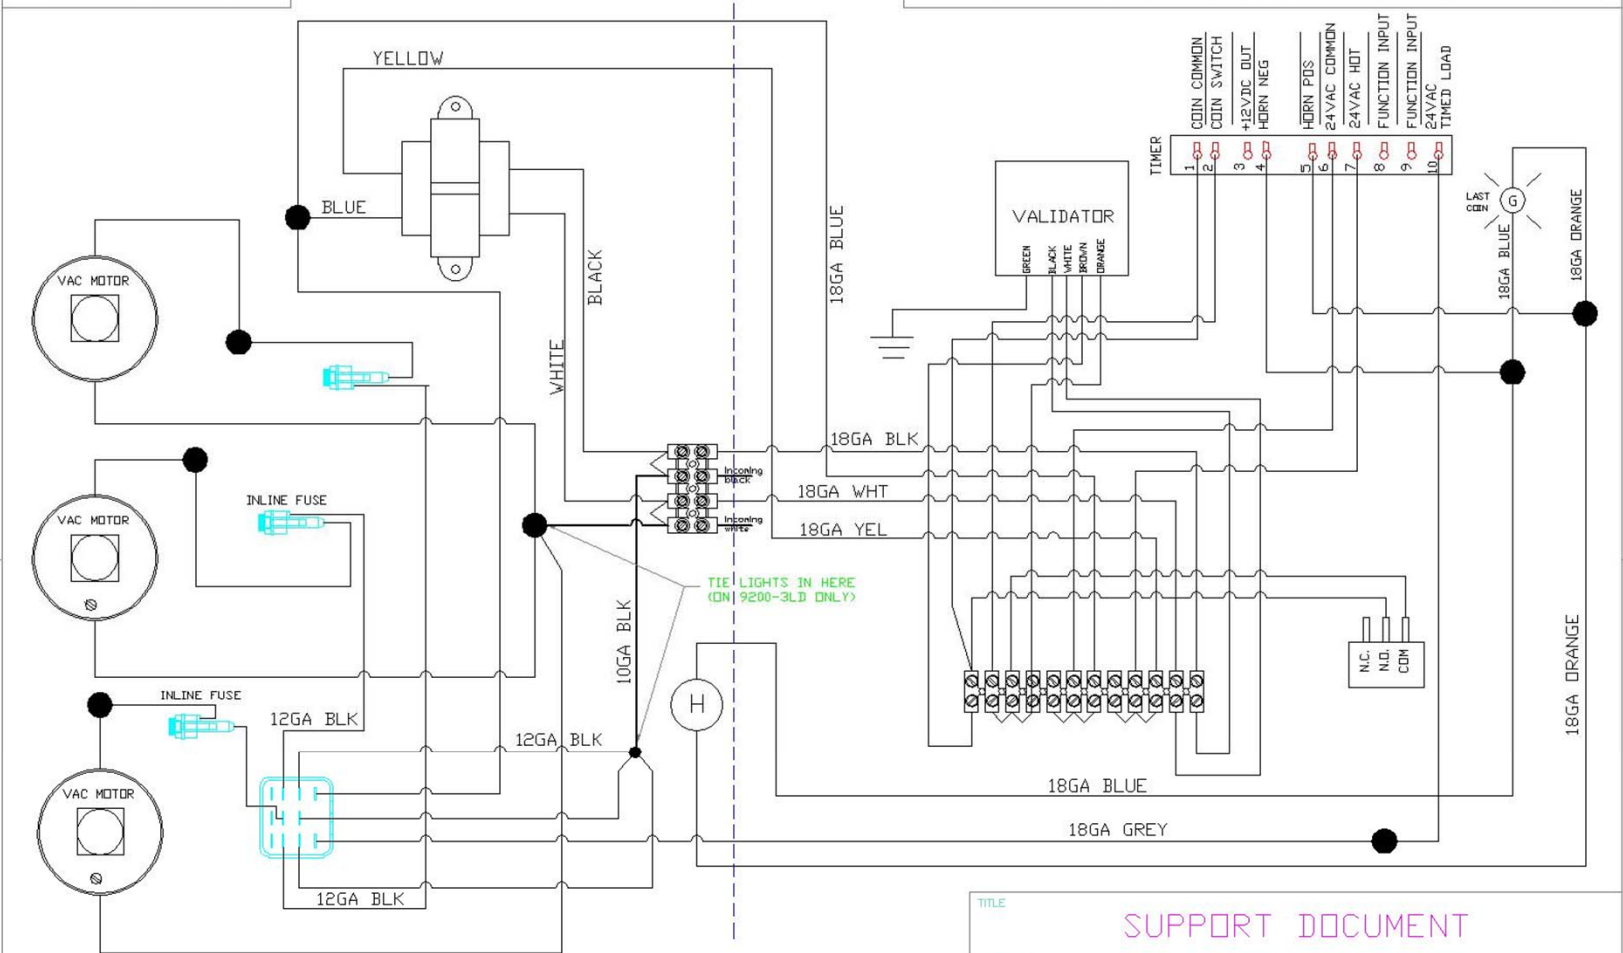 YELLOW
BLUE
BLACK
WHITE
18GA BLUE
VAC MOTOR
VAC MOTOR
VAC MOTOR
INLINE FUSE
INLINE FUSE
12GA BLK
12GA BLK
12GA BLK
10GA BLK
Incoming
black
Incoming
white
18GA BLK
18GA WHT
18GA YEL
TIE LIGHTS IN HERE
(ON 9200-3LD ONLY)
H
VALIDATOR
GREEN
BLACK
WHITE
BROWN
ORANGE
TIMER
COIN COMMON
COIN SWITCH
+12VDC OUT
HORN NEG
HORN POS
24VAC COMMON
24VAC HOT
FUNCTION INPUT
FUNCTION INPUT
24VAC
TIMED LOAD
1
2
3
4
5
6
7
8
9
10
LAST
COIN
G
18GA BLUE
18GA ORANGE
N.C.
N.O.
COM
18GA ORANGE
18GA BLUE
18GA GREY
TITLE
SUPPORT DOCUMENT